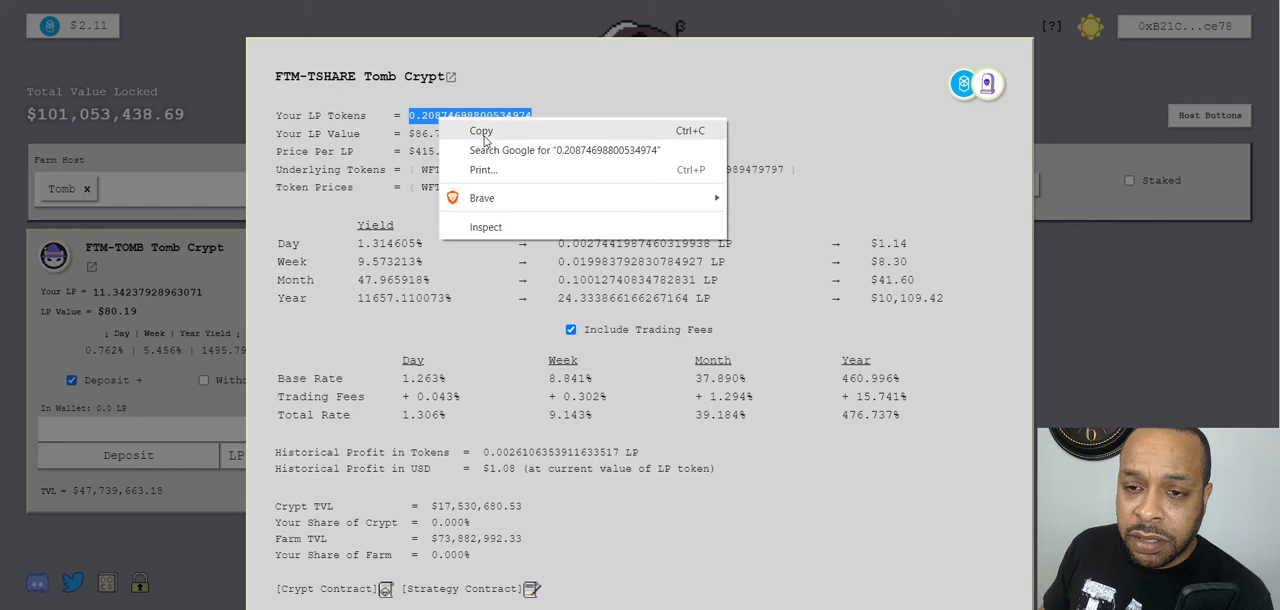 $2.11
[?]
0xB21C...ce78
Total Value Locked
$101,053,438.69
Host Buttons
Farm Host
Tomb ×
Staked
FTM-TOMB Tomb Crypt
Your LP = 11.34237928963071
LP Value = $80.19
↓ Day | Week | Year Yield ↓
0.762% | 5.456% | 1495.79
Deposit +
Witho
In Wallet: 0.0 LP
Deposit
LP
TVL = $47,739,663.18
FTM-TSHARE Tomb Crypt
Your LP Tokens = 0.20874698800534974
Your LP Value = $86.7
Price Per LP = $415.
Underlying Tokens = { WFT
989479797 }
Token Prices = { WFT
Copy Ctrl+C
Search Google for "0.20874698800534974"
Print... Ctrl+P
Brave
Inspect
Yield
Day 1.314605% → 0.0027441987460319938 LP → $1.14
Week 9.573213% → 0.019983792830784927 LP → $8.30
Month 47.965918% → 0.10012740834782831 LP → $41.60
Year 11657.110073% → 24.333866166267164 LP → $10,109.42
Include Trading Fees
Day Week Month Year
Base Rate 1.263% 8.841% 37.890% 460.996%
Trading Fees + 0.043% + 0.302% + 1.294% + 15.741%
Total Rate 1.306% 9.143% 39.184% 476.737%
Historical Profit in Tokens = 0.0026106353911633517 LP
Historical Profit in USD = $1.08 (at current value of LP token)
Crypt TVL = $17,530,680.53
Your Share of Crypt = 0.000%
Farm TVL = $73,882,992.33
Your Share of Farm = 0.000%
[Crypt Contract] [Strategy Contract]